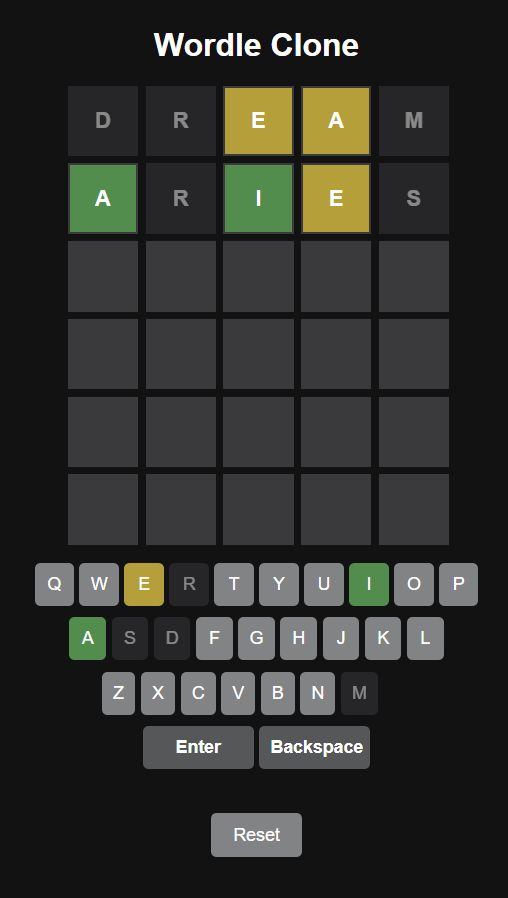 Wordle Clone
D R E A M
A R I E S
Q W E R T Y U I O P
A S D F G H J K L
Z X C V B N M
Enter Backspace
Reset